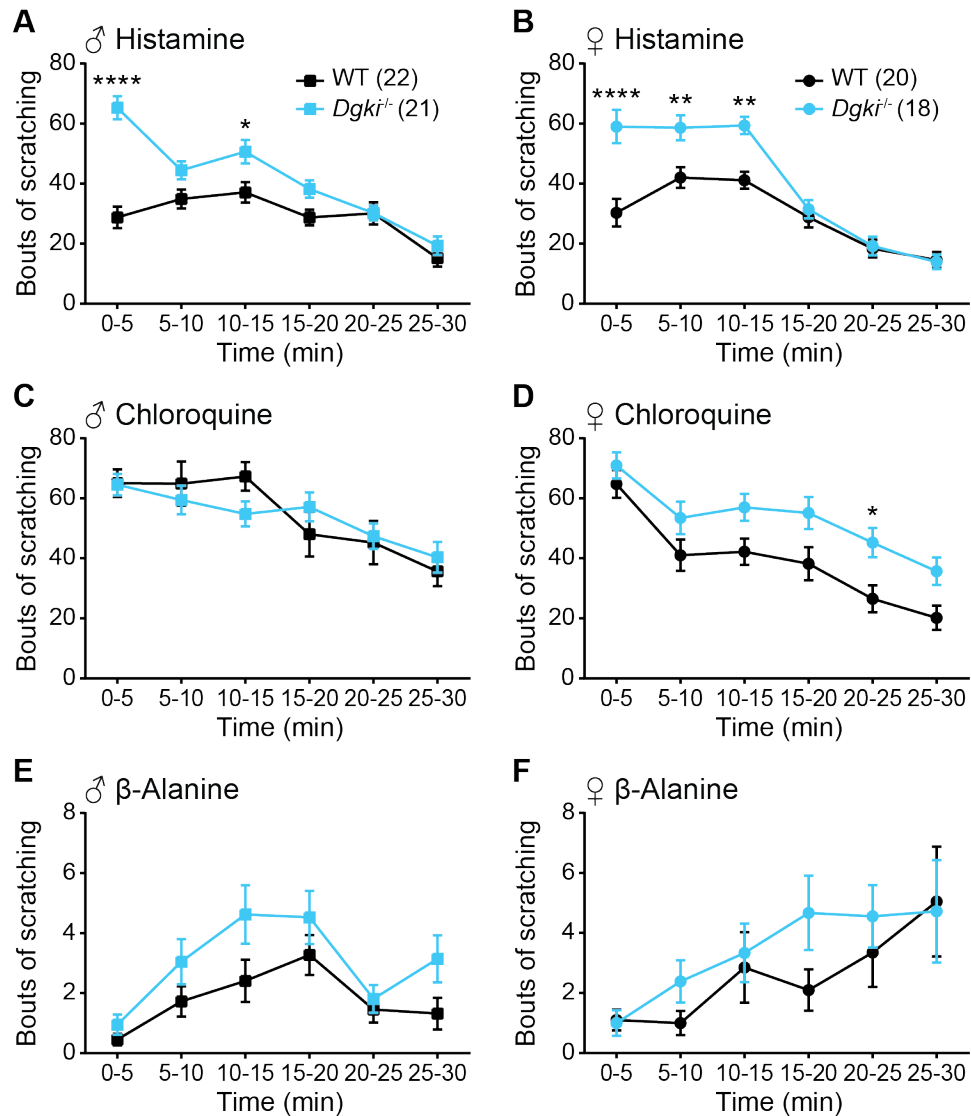 A ♂ Histamine
80
60
40
20
0
Bouts of scratching
****
*
WT (22)
Dgki-/- (21)
0-5 5-10 10-15 15-20 20-25 25-30
Time (min)
B ♀ Histamine
80
60
40
20
0
Bouts of scratching
**** ** **
WT (20)
Dgki-/- (18)
0-5 5-10 10-15 15-20 20-25 25-30
Time (min)
C ♂ Chloroquine
80
60
40
20
0
Bouts of scratching
0-5 5-10 10-15 15-20 20-25 25-30
Time (min)
D ♀ Chloroquine
80
60
40
20
0
Bouts of scratching
*
0-5 5-10 10-15 15-20 20-25 25-30
Time (min)
E ♂ β-Alanine
8
6
4
2
0
Bouts of scratching
0-5 5-10 10-15 15-20 20-25 25-30
Time (min)
F ♀ β-Alanine
8
6
4
2
0
Bouts of scratching
0-5 5-10 10-15 15-20 20-25 25-30
Time (min)